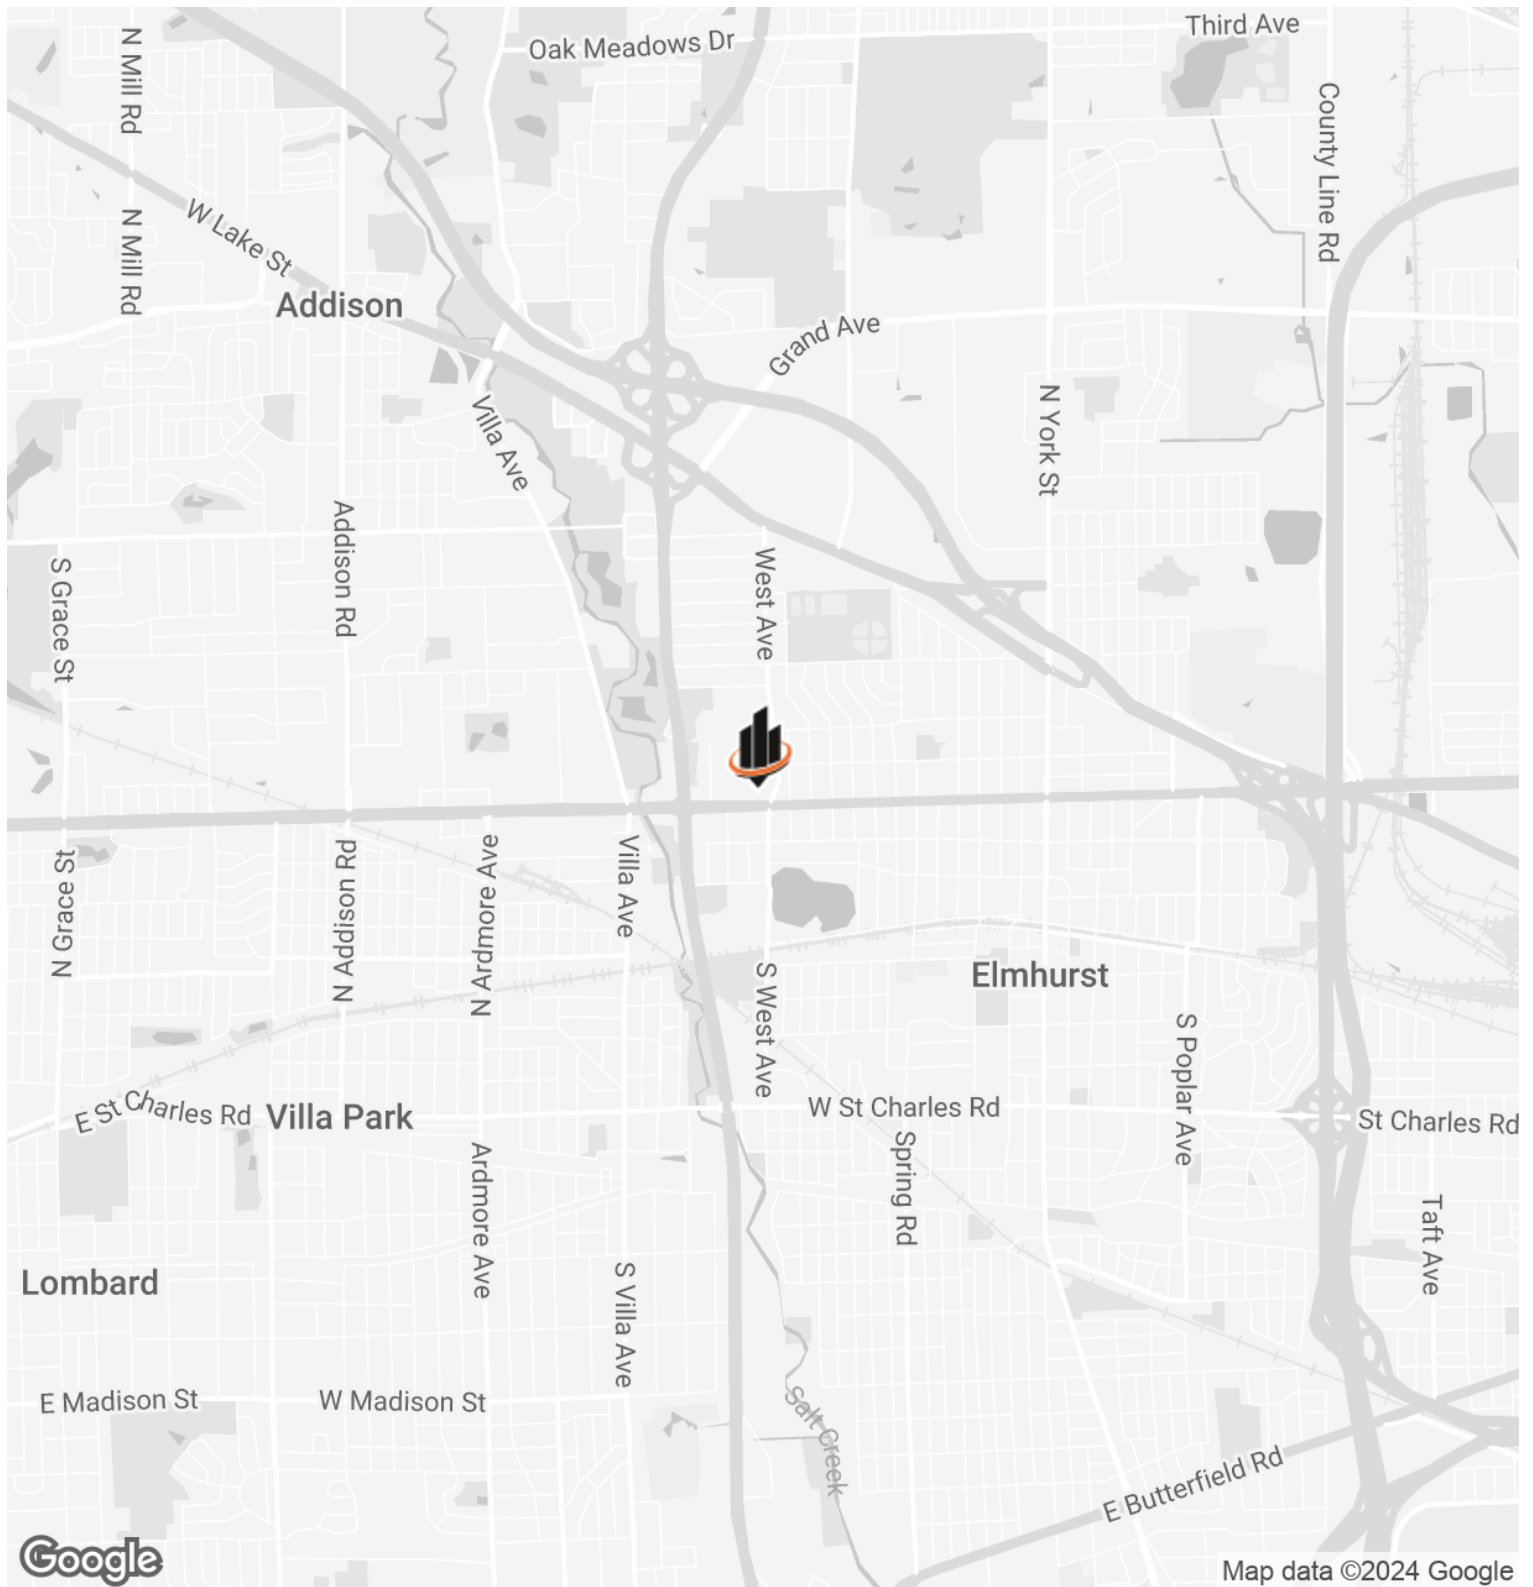 Third Ave
Oak Meadows Dr
N Mill Rd
County Line Rd
W Lake St
N Mill Rd
Addison
Grand Ave
Villa Ave
N York St
Addison Rd
West Ave
S Grace St
N Grace St
N Addison Rd
N Ardmore Ave
Villa Ave
Elmhurst
S West Ave
S Poplar Ave
E St Charles Rd
Villa Park
W St Charles Rd
St Charles Rd
Spring Rd
Ardmore Ave
Taft Ave
Lombard
S Villa Ave
E Madison St
W Madison St
Salt Creek
E Butterfield Rd
Google
Map data ©2024 Google